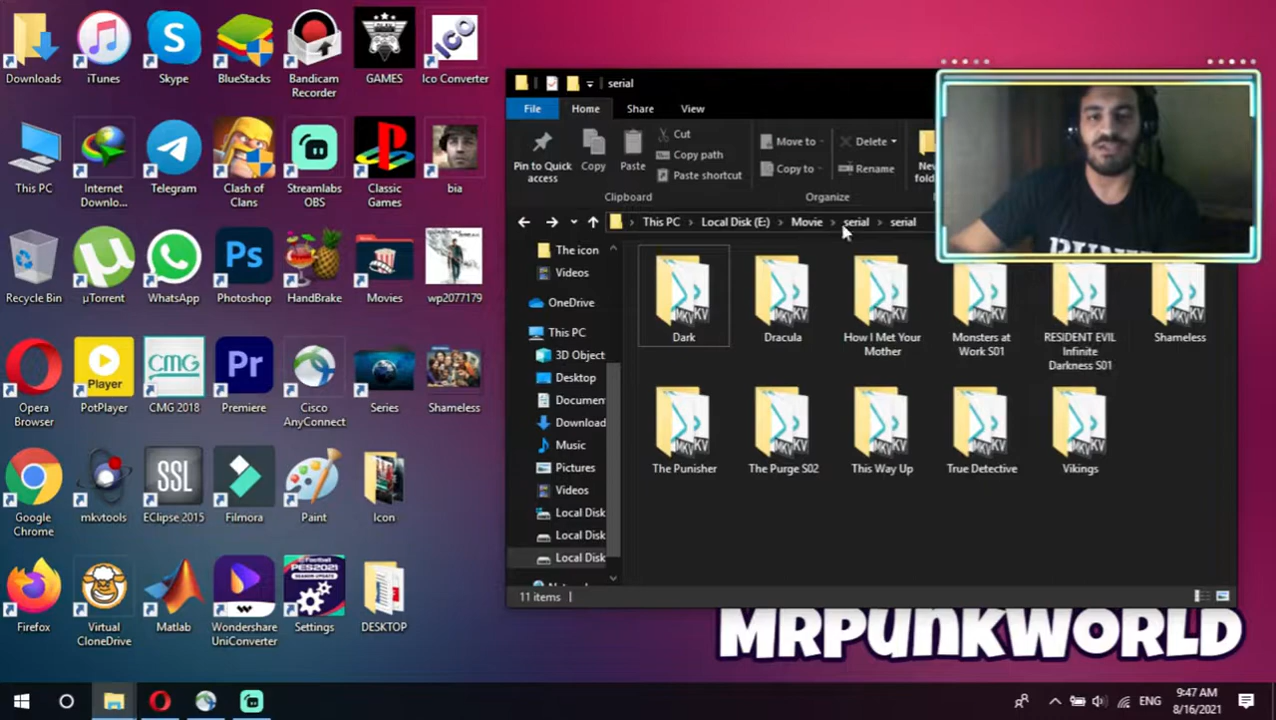 Downloads
iTunes
Skype
BlueStacks
Bandicam
Recorder
GAMES
Ico Converter
This PC
Internet
Downlo...
Telegram
Clash of
Clans
Streamlabs
OBS
Classic
Games
bia
Recycle Bin
µTorrent
WhatsApp
Photoshop
HandBrake
Movies
wp2077179
Opera
Browser
PotPlayer
CMG 2018
Premiere
Cisco
AnyConnect
Series
Shameless
Google
Chrome
mkvtools
EClipse 2015
Filmora
Paint
Icon
Firefox
Virtual
CloneDrive
Matlab
Wondershare
UniConverter
Settings
DESKTOP
serial
File
Home
Share
View
Pin to Quick
access
Copy
Paste
Cut
Copy path
Paste shortcut
Clipboard
Move to
Copy to
Delete
Rename
Organize
This PC
Local Disk (E:)
Movie
serial
serial
The icon
Videos
OneDrive
This PC
3D Object
Desktop
Documen
Download
Music
Pictures
Videos
Local Disk
Local Disk
Local Disk
Dark
Dracula
How I Met Your
Mother
Monsters at
Work S01
RESIDENT EVIL
Infinite
Darkness S01
Shameless
The Punisher
The Purge S02
This Way Up
True Detective
Vikings
11 items
MRPUNKWORLD
ENG
9:47 AM
8/16/2021